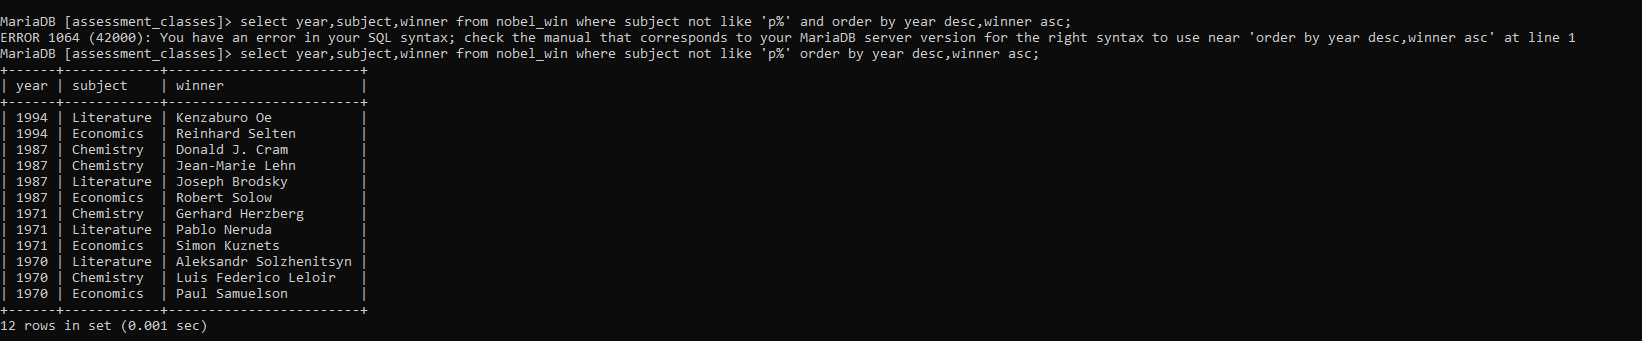 MariaDB [assessment_classes]> select year,subject,winner from nobel_win where subject not like 'p%' and order by year desc,winner asc;
ERROR 1064 (42000): You have an error in your SQL syntax; check the manual that corresponds to your MariaDB server version for the right syntax to use near 'order by year desc,winner asc' at line 1
MariaDB [assessment_classes]> select year,subject,winner from nobel_win where subject not like 'p%' order by year desc,winner asc;
+------+------------+------------------------+
| year | subject    | winner                 |
+------+------------+------------------------+
| 1994 | Literature | Kenzaburo Oe           |
| 1994 | Economics  | Reinhard Selten        |
| 1987 | Chemistry  | Donald J. Cram         |
| 1987 | Chemistry  | Jean-Marie Lehn        |
| 1987 | Literature | Joseph Brodsky         |
| 1987 | Economics  | Robert Solow           |
| 1971 | Chemistry  | Gerhard Herzberg       |
| 1971 | Literature | Pablo Neruda           |
| 1971 | Economics  | Simon Kuznets          |
| 1970 | Literature | Aleksandr Solzhenitsyn |
| 1970 | Chemistry  | Luis Federico Leloir   |
| 1970 | Economics  | Paul Samuelson         |
+------+------------+------------------------+
12 rows in set (0.001 sec)